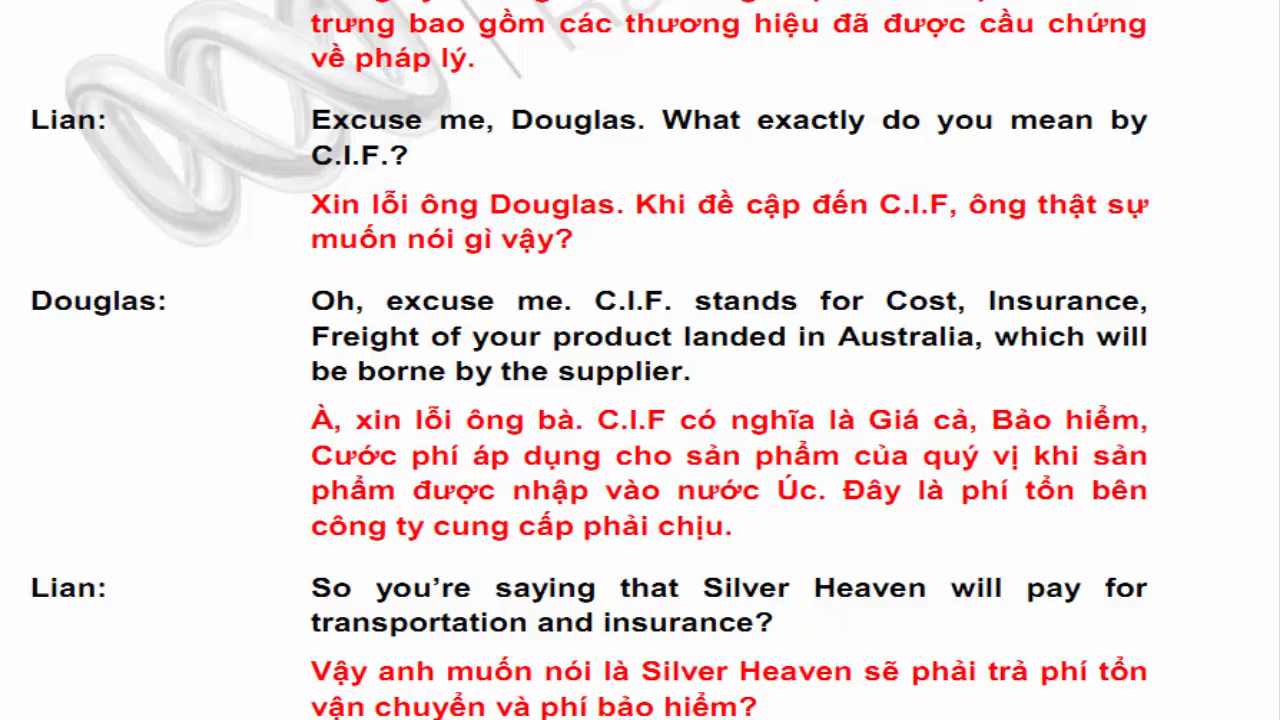 trưng bao gồm các thương hiệu đã được cầu chứng
về pháp lý.
Lian: Excuse me, Douglas. What exactly do you mean by
C.I.F.?
Xin lỗi ông Douglas. Khi đề cập đến C.I.F, ông thật sự
muốn nói gì vậy?
Douglas: Oh, excuse me. C.I.F. stands for Cost, Insurance,
Freight of your product landed in Australia, which will
be borne by the supplier.
À, xin lỗi ông bà. C.I.F có nghĩa là Giá cả, Bảo hiểm,
Cước phí áp dụng cho sản phẩm của quý vị khi sản
phẩm được nhập vào nước Úc. Đây là phí tổn bên
công ty cung cấp phải chịu.
Lian: So you’re saying that Silver Heaven will pay for
transportation and insurance?
Vậy anh muốn nói là Silver Heaven sẽ phải trả phí tổn
vận chuyển và phí bảo hiểm?